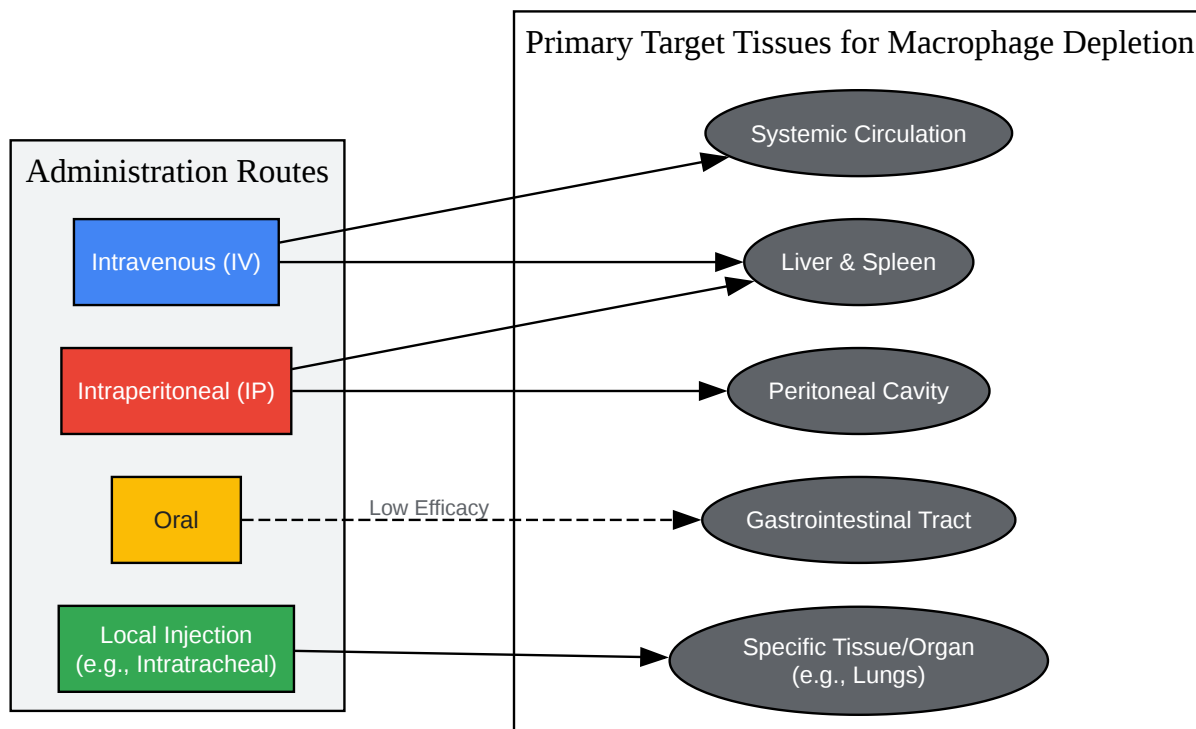 Primary Target Tissues for Macrophage Depletion
Systemic Circulation
Administration Routes
Intravenous (IV)
Liver & Spleen
Intraperitoneal (IP)
Peritoneal Cavity
Oral
Low Efficacy
Gastrointestinal Tract
Local Injection
(e.g., Intratracheal)
Specific Tissue/Organ
(e.g., Lungs)